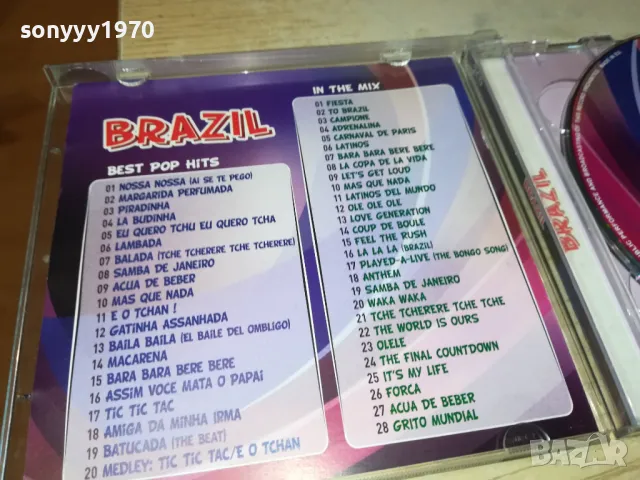 sonyyy1970
BRAZIL
BEST POP HITS
01 NOSSA NOSSA (AI SE TE PEGO)
02 MARGARIDA PERFUMADA
03 PIRADINHA
04 LA BUDINHA
05 EU QUERO TCHU EU QUERO TCHA
06 LAMBADA
07 BALADA (TCHE TCHERERE TCHE TCHERERE)
08 SAMBA DE JANEIRO
09 ACUA DE BEBER
10 MAS QUE NADA
11 E O TCHAN !
12 GATINHA ASSANHADA
13 BAILA BAILA (EL BAILE DEL OMBLIGO)
14 MACARENA
15 BARA BARA BERE BERE
16 ASSIM VOCE MATA O PAPAI
17 TIC TIC TAC
18 AMIGA DA MINHA IRMA
19 BATUCADA (THE BEAT)
20 MEDLEY: TIC TIC TAC/E O TCHAN
IN THE MIX
01 FIESTA
02 TO BRAZIL
03 CAMPIONE
04 ADRENALINA
05 CARNAVAL DE PARIS
06 LATINOS
07 BARA BARA BERE BERE
08 LA COPA DE LA VIDA
09 LET'S GET LOUD
10 MAS QUE NADA
11 LATINOS DEL MUNDO
12 OLE OLE OLE
13 LOVE GENERATION
14 COUP DE BOULE
15 FEEL THE RUSH
16 LA LA LA (BRAZIL)
17 PLAYED-A-LIVE (THE BONGO SONG)
18 ANTHEM
19 SAMBA DE JANEIRO
20 WAKA WAKA
21 TCHE TCHERERE TCHE TCHE
22 THE WORLD IS OURS
23 OLELE
24 THE FINAL COUNTDOWN
25 IT'S MY LIFE
26 FORCA
27 ACUA DE BEBER
28 GRITO MUNDIAL
BRAZIL
PUBLIC PERFORMANCE AND BROADCASTING
BAZAR